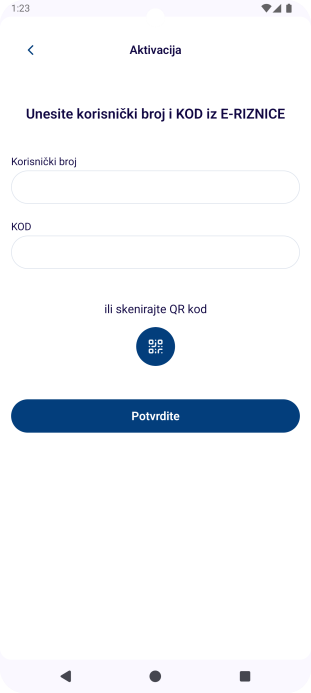 1:23
Aktivacija
Unesite korisnički broj i KOD iz E-RIZNICE
Korisnički broj
KOD
ili skenirajte QR kod
Potvrdite